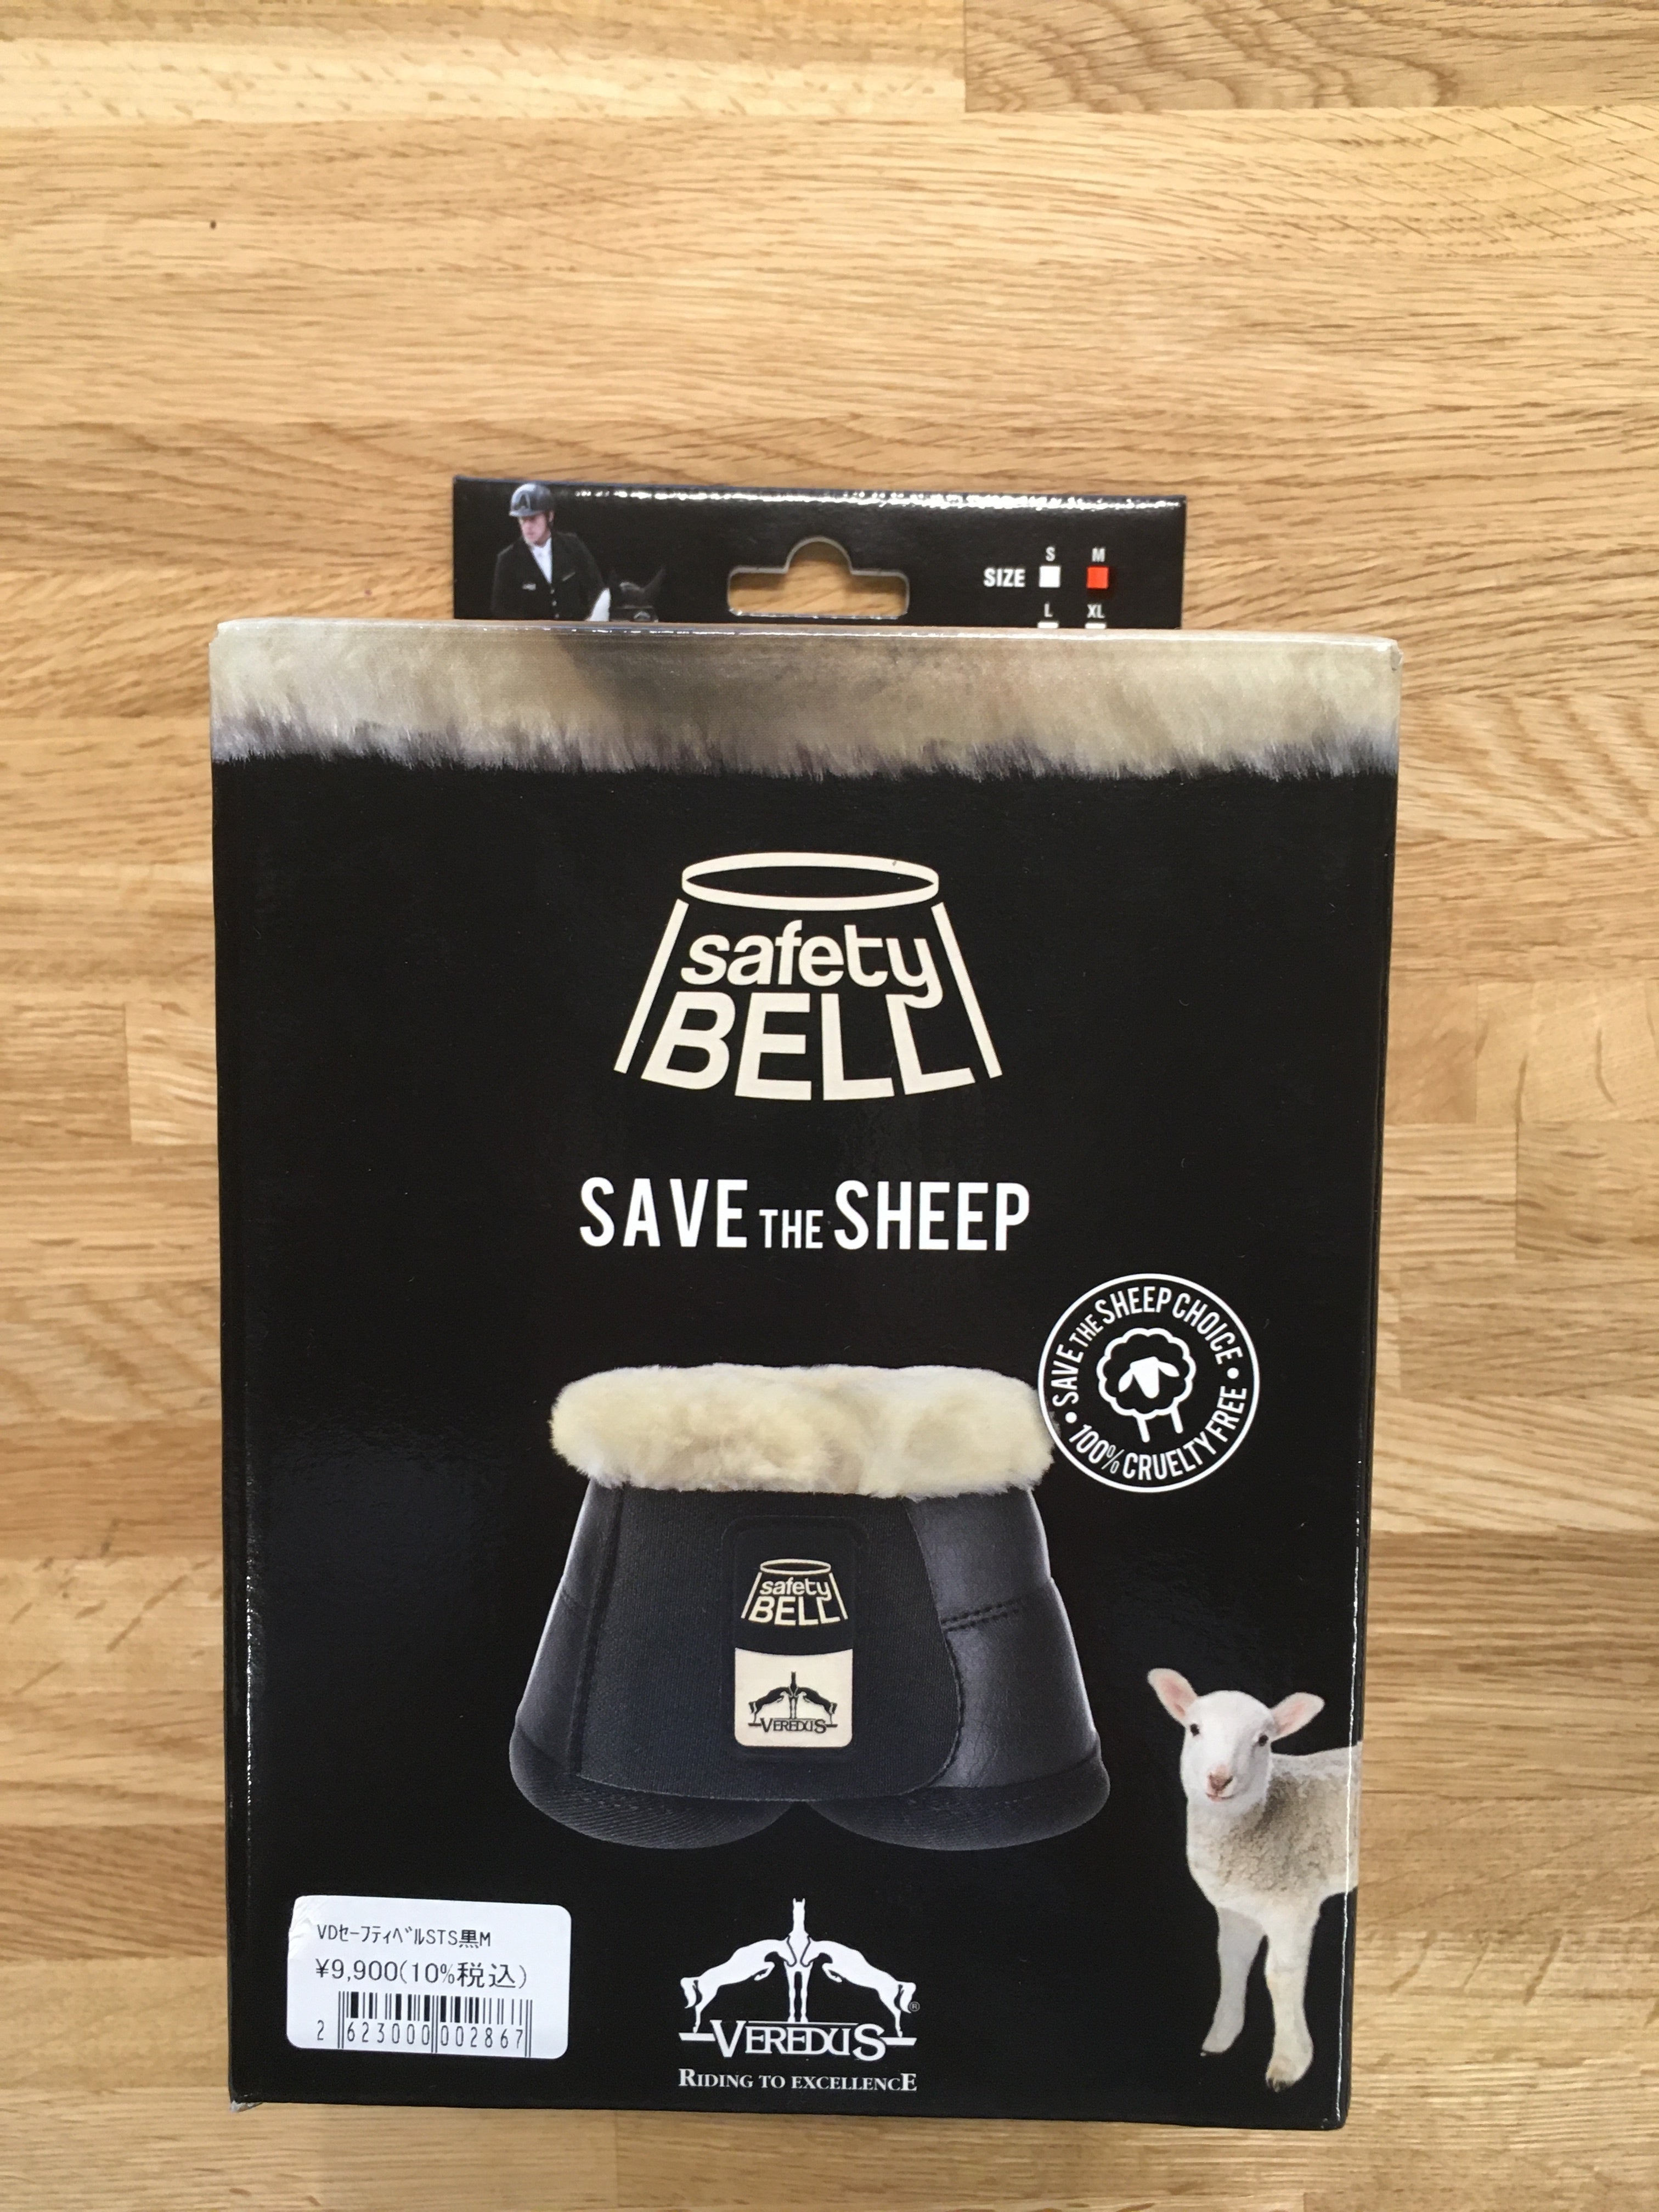 S M
SIZE
L XL
safety
BELL
SAVE THE SHEEP
SAVE THE SHEEP CHOICE • 100% CRUELTY FREE •
safety
BELL
VEREDUS
VDｾｰﾌﾃｨﾍﾞﾙSTS黒M
¥9,900(10%税込)
2 623000 002867
VEREDUS®
RIDING TO EXCELLENCE